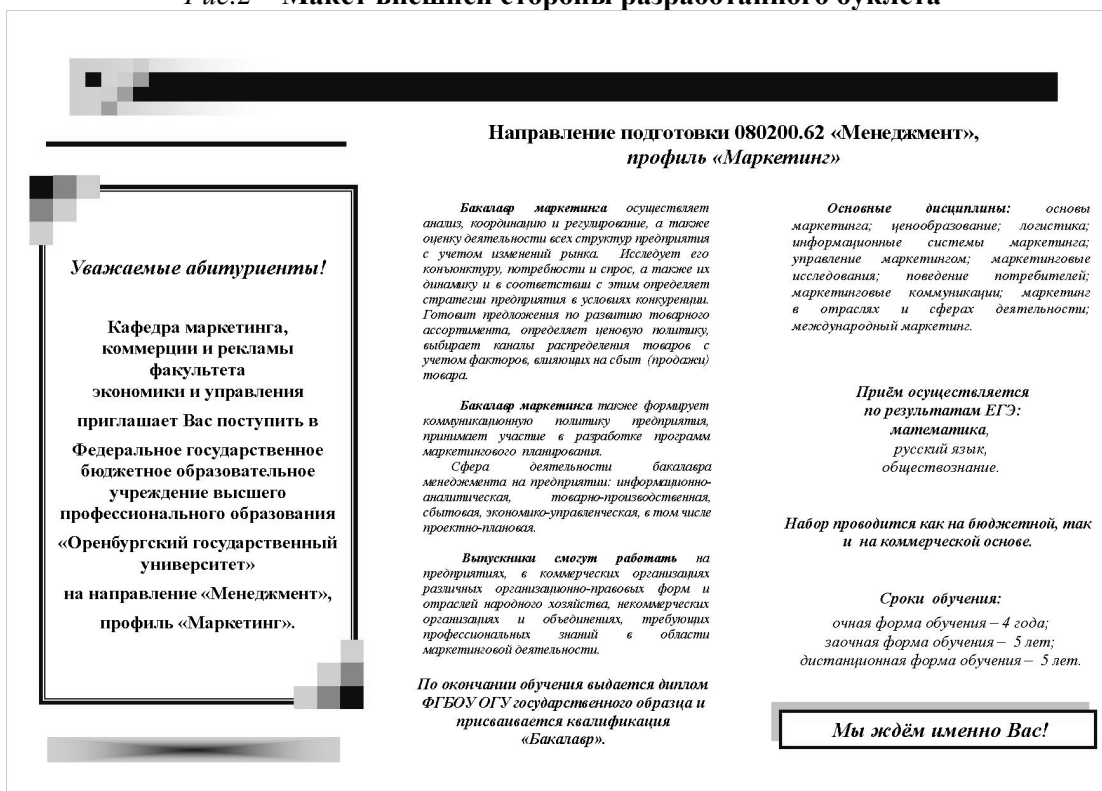 Рис.2 – Макет внешней стороны разработанного буклета
Уважаемые абитуриенты!
Кафедра маркетинга,
коммерции и рекламы
факультета
экономики и управления
приглашает Вас поступить в
Федеральное государственное
бюджетное образовательное
учреждение высшего
профессионального образования
«Оренбургский государственный
университет»
на направление «Менеджмент»,
профиль «Маркетинг».
Направление подготовки 080200.62 «Менеджмент»,
профиль «Маркетинг»
Бакалавр маркетинга осуществляет
анализ, координацию и регулирование, а также
оценку деятельности всех структур предприятия
с учетом изменений рынка. Исследует его
конъюнктуру, потребности и спрос, а также их
динамику и в соответствии с этим определяет
стратегии предприятия в условиях конкуренции.
Готовит предложения по развитию товарного
ассортимента, определяет ценовую политику,
выбирает каналы распределения товаров с
учетом факторов, влияющих на сбыт (продажи)
товара.
Бакалавр маркетинга также формирует
коммуникационную политику предприятия,
принимает участие в разработке программ
маркетингового планирования.
Сфера деятельности бакалавра
менеджмента на предприятии: информационно-
аналитическая, товарно-производственная,
сбытовая, экономико-управленческая, в том числе
проектно-плановая.
Выпускники смогут работать на
предприятиях, в коммерческих организациях
различных организационно-правовых форм и
отраслей народного хозяйства, некоммерческих
организациях и объединениях, требующих
профессиональных знаний в области
маркетинговой деятельности.
По окончании обучения выдается диплом
ФГБОУ ОГУ государственного образца и
присваивается квалификация
«Бакалавр».
Основные дисциплины: основы
маркетинга; ценообразование; логистика;
информационные системы маркетинга;
управление маркетингом; маркетинговые
исследования; поведение потребителей;
маркетинговые коммуникации; маркетинг
в отраслях и сферах деятельности;
международный маркетинг.
Приём осуществляется
по результатам ЕГЭ:
математика,
русский язык,
обществознание.
Набор проводится как на бюджетной, так
и на коммерческой основе.
Сроки обучения:
очная форма обучения – 4 года;
заочная форма обучения – 5 лет;
дистанционная форма обучения – 5 лет.
Мы ждём именно Вас!